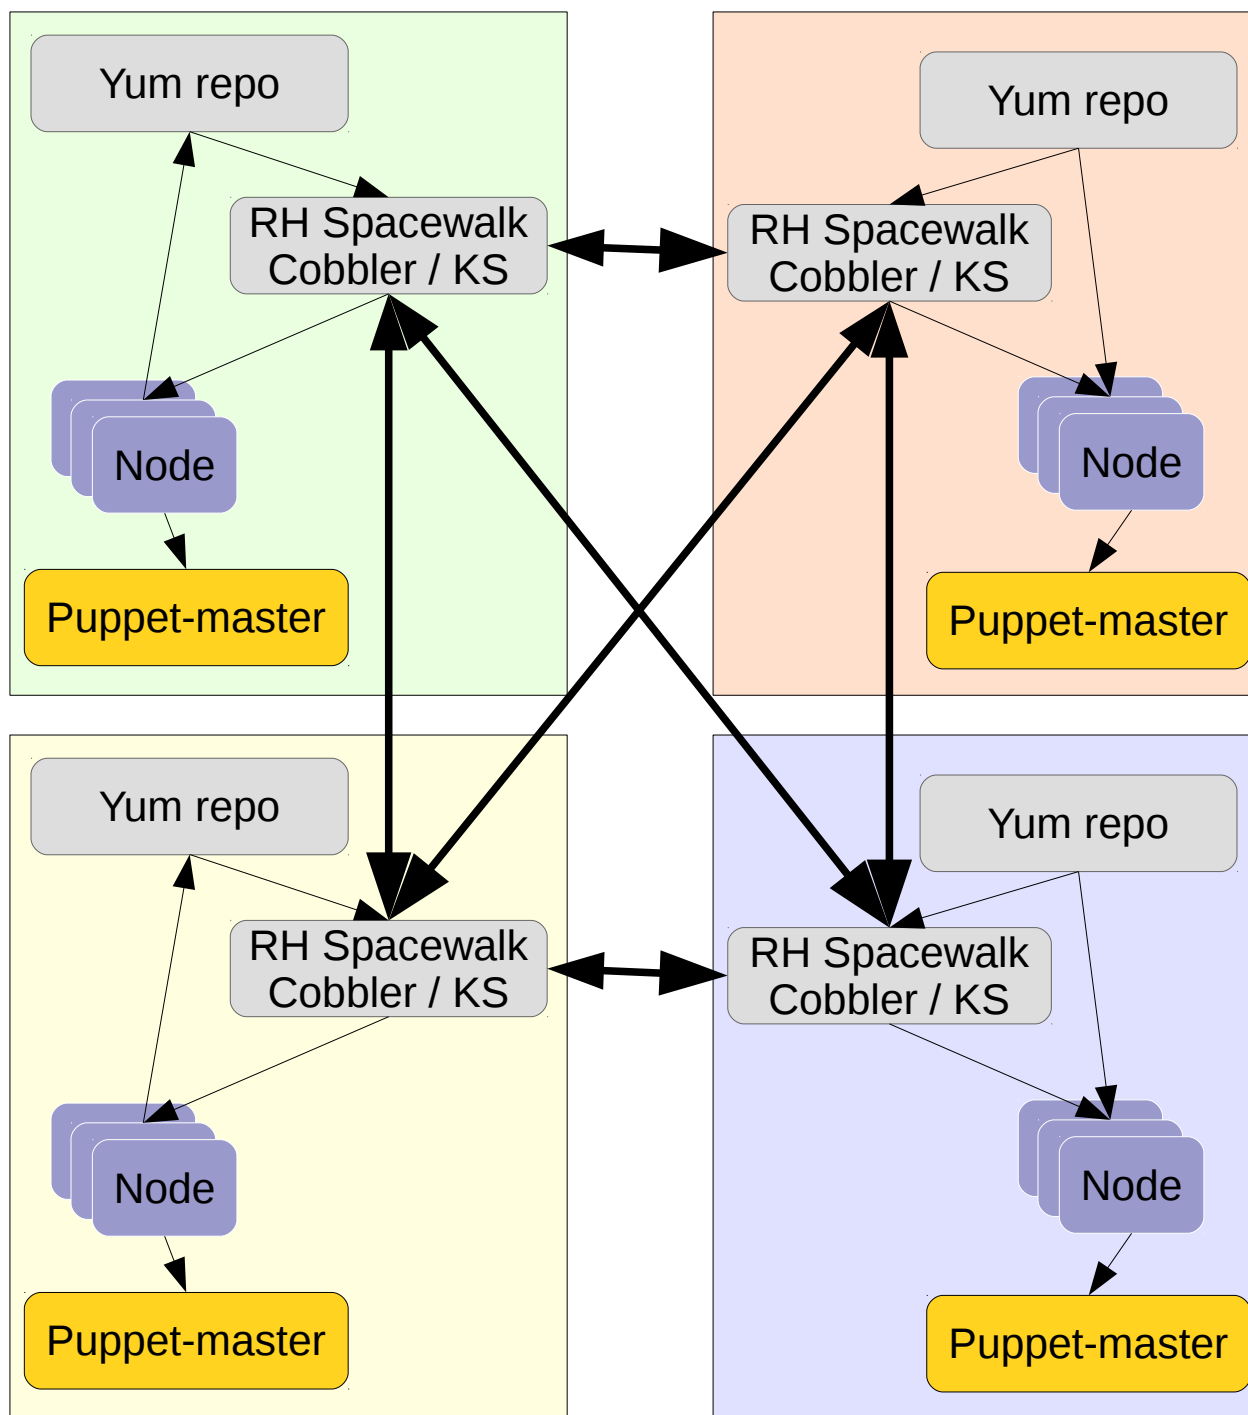 Yum repo
RH Spacewalk
Cobbler / KS
Node
Puppet-master
Yum repo
RH Spacewalk
Cobbler / KS
Node
Puppet-master
Yum repo
RH Spacewalk
Cobbler / KS
Node
Puppet-master
Yum repo
RH Spacewalk
Cobbler / KS
Node
Puppet-master